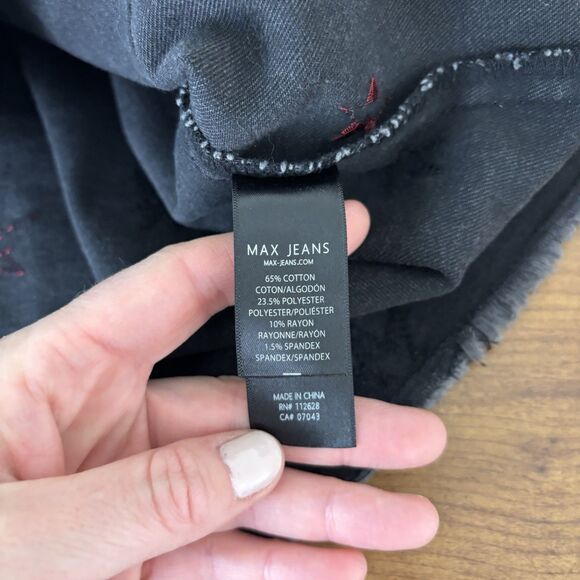 MAX JEANS
MAX-JEANS.COM
65% COTTON
COTON/ALGODÓN
23.5% POLYESTER
POLYESTER/POLIÉSTER
10% RAYON
RAYONNE/RAYÓN
1.5% SPANDEX
SPANDEX/SPANDEX
MADE IN CHINA
RN# 112628
CA# 07043